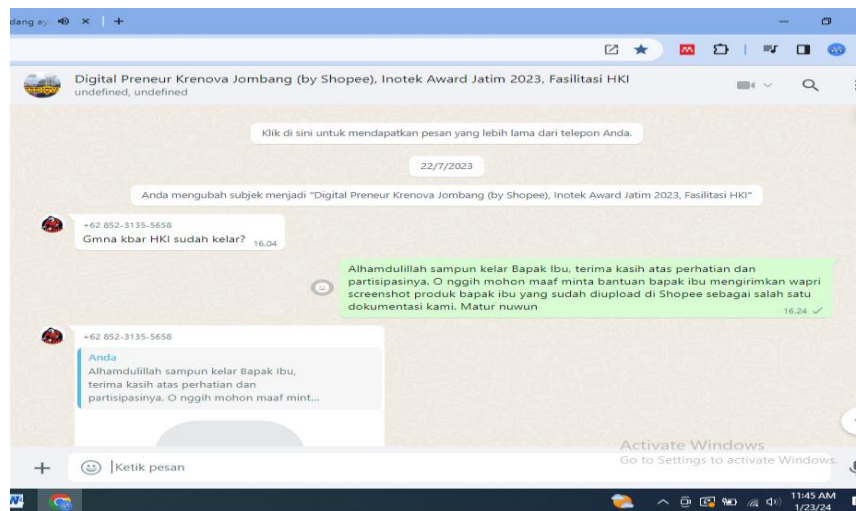 dang ay
Digital Preneur Krenova Jombang (by Shopee), Inotek Award Jatim 2023, Fasilitasi HKI
undefined, undefined
Klik di sini untuk mendapatkan pesan yang lebih lama dari telepon Anda.
22/7/2023
Anda mengubah subjek menjadi "Digital Preneur Krenova Jombang (by Shopee), Inotek Award Jatim 2023, Fasilitasi HKI"
+62 852-3135-5658
Gmna kbar HKI sudah kelar? 16.04
Alhamdulillah sampun kelar Bapak Ibu, terima kasih atas perhatian dan
partisipasinya. O nggih mohon maaf minta bantuan bapak ibu mengirimkan wapri
screenshot produk bapak ibu yang sudah diupload di Shopee sebagai salah satu
dokumentasi kami. Matur nuwun 16.24
+62 852-3135-5658
Anda
Alhamdulillah sampun kelar Bapak Ibu,
terima kasih atas perhatian dan
partisipasinya. O nggih mohon maaf mint...
Activate Windows
Go to Settings to activate Windows.
Ketik pesan
11:45 AM
1/23/24